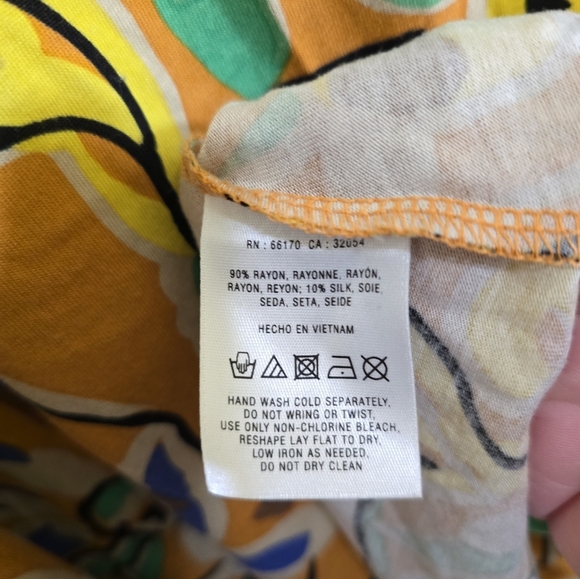 RN : 66170 CA : 32054
90% RAYON, RAYONNE, RAYÓN,
RAYON, REYON; 10% SILK, SOIE,
SEDA, SETA, SEIDE
HECHO EN VIETNAM
HAND WASH COLD SEPARATELY,
DO NOT WRING OR TWIST,
USE ONLY NON-CHLORINE BLEACH,
RESHAPE LAY FLAT TO DRY,
LOW IRON AS NEEDED,
DO NOT DRY CLEAN